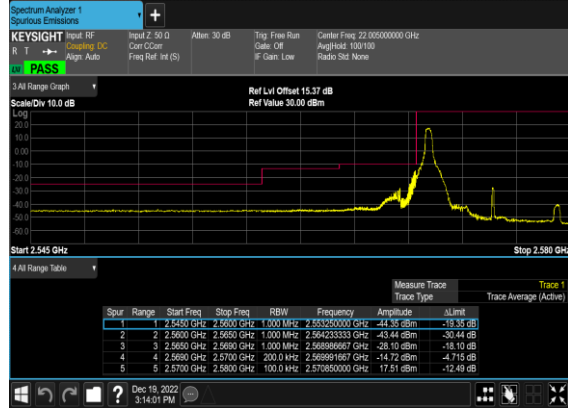 Spectrum Analyzer 1
Spurious Emissions
+
KEYSIGHT Input: RF Input Z: 50 Ω Atten: 30 dB Trig: Free Run Center Freq: 22.005000000 GHz
R T Coupling: DC Corr CCorr Gate: Off Avg|Hold: 100/100
Align: Auto Freq Ref: Int (S) IF Gain: Low Radio Std: None
LXI PASS
3 All Range Graph
Ref Lvl Offset 15.37 dB
Scale/Div 10.0 dB Ref Value 30.00 dBm
Log
20.0
10.0
0.00
-10.0
-20.0
-30.0
-40.0
-50.0
-60.0
Start 2.545 GHz Stop 2.580 GHz
4 All Range Table
Measure Trace Trace 1
Trace Type Trace Average (Active)
Spur Range Start Freq Stop Freq RBW Frequency Amplitude ΔLimit
1 1 2.5450 GHz 2.5600 GHz 1.000 MHz 2.553250000 GHz -44.35 dBm -19.35 dB
2 2 2.5600 GHz 2.5650 GHz 1.000 MHz 2.564233333 GHz -43.44 dBm -30.44 dB
3 3 2.5650 GHz 2.5690 GHz 1.000 MHz 2.568986667 GHz -28.10 dBm -18.10 dB
4 4 2.5690 GHz 2.5700 GHz 200.0 kHz 2.569991667 GHz -14.72 dBm -4.715 dB
5 5 2.5700 GHz 2.5800 GHz 100.0 kHz 2.570850000 GHz 17.51 dBm -12.49 dB
? Dec 19, 2022
3:14:01 PM